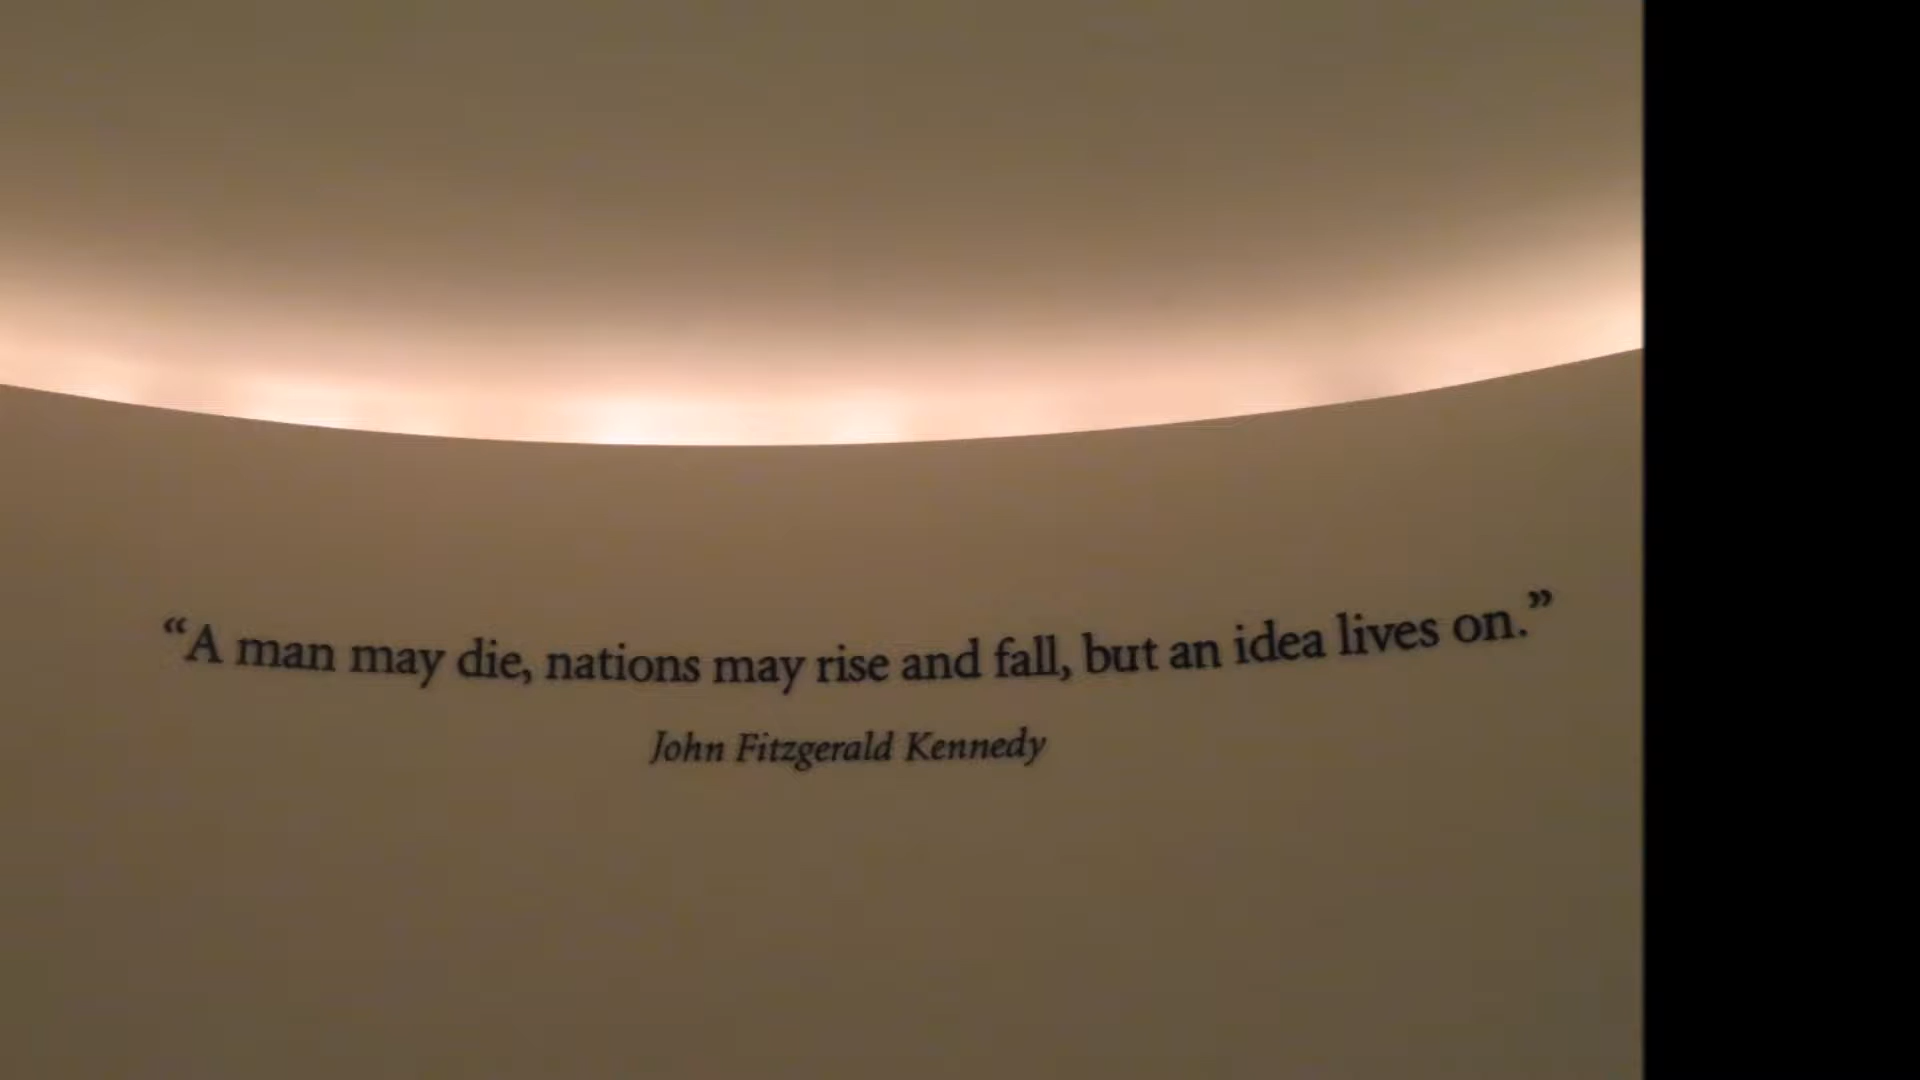 “A man may die, nations may rise and fall, but an idea lives on.”
John Fitzgerald Kennedy